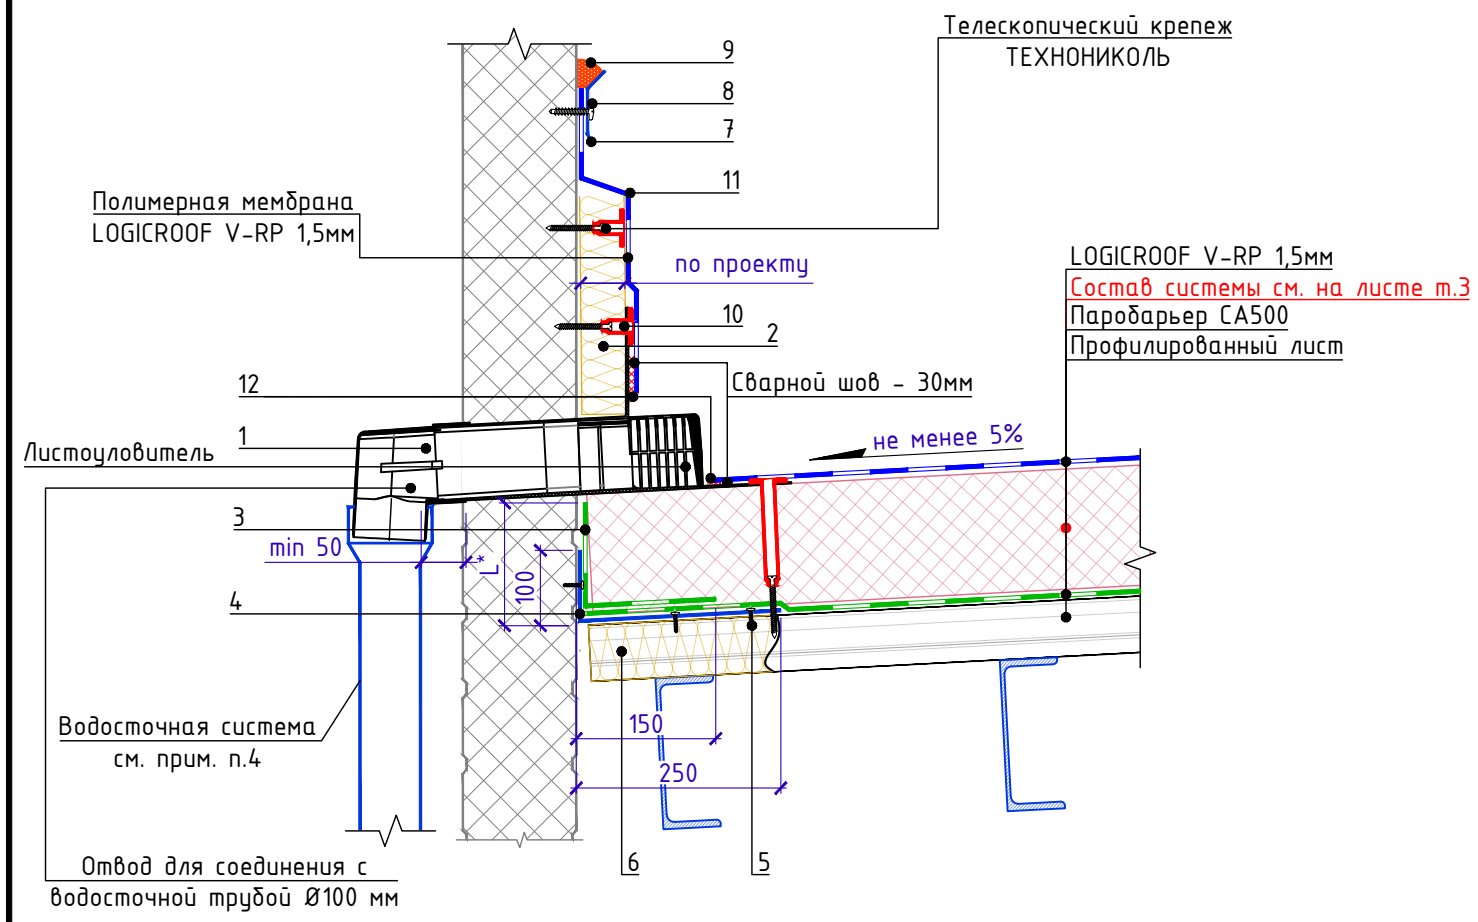 Телескопический крепеж
ТЕХНОНИКОЛЬ
9
8
7
11
Полимерная мембрана
LOGICROOF V-RP 1,5мм
по проекту
LOGICROOF V-RP 1,5мм
Состав системы см. на листе т.3
Паробарьер СА500
Профилированный лист
10
2
12
Сварной шов - 30мм
1
Листоуловитель
не менее 5%
3
min 50
L*
100
4
Водосточная система
см. прим. п.4
150
250
6
5
Отвод для соединения с
водосточной трубой Ø100 мм